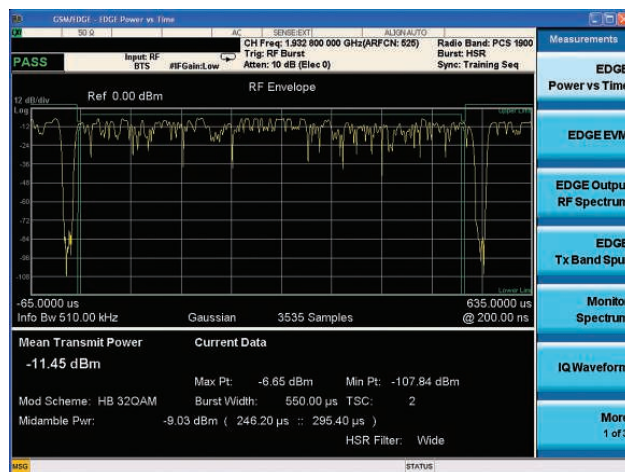 GSM/EDGE - EDGE Power vs Time
50 Ω AC SENSE:EXT ALIGN AUTO
CH Freq: 1.932 800 000 GHz(ARFCN: 525) Radio Band: PCS 1900
Trig: RF Burst Burst: HSR
Input: RF
BTS #IFGain:Low Atten: 10 dB (Elec 0) Sync: Training Seq
PASS
RF Envelope
Ref 0.00 dBm
12 dB/div
Log
Upper Line
-12
-24
-36
-48
-60
-72
-84
-96
-108
Lower Line
-65.0000 us 635.0000 us
Info Bw 510.00 kHz Gaussian 3535 Samples @ 200.00 ns
Mean Transmit Power Current Data
-11.45 dBm
Max Pt: -6.65 dBm Min Pt: -107.84 dBm
Mod Scheme: HB 32QAM Burst Width: 550.00 µs TSC: 2
Midamble Pwr: -9.03 dBm ( 246.20 µs :: 295.40 µs )
HSR Filter: Wide
MSG STATUS
Measurements
EDGE
Power vs Time
EDGE EVM
EDGE Outpu
RF Spectrum
EDGE
Tx Band Spu
Monito
Spectrum
IQ Waveform
More
1 of 3